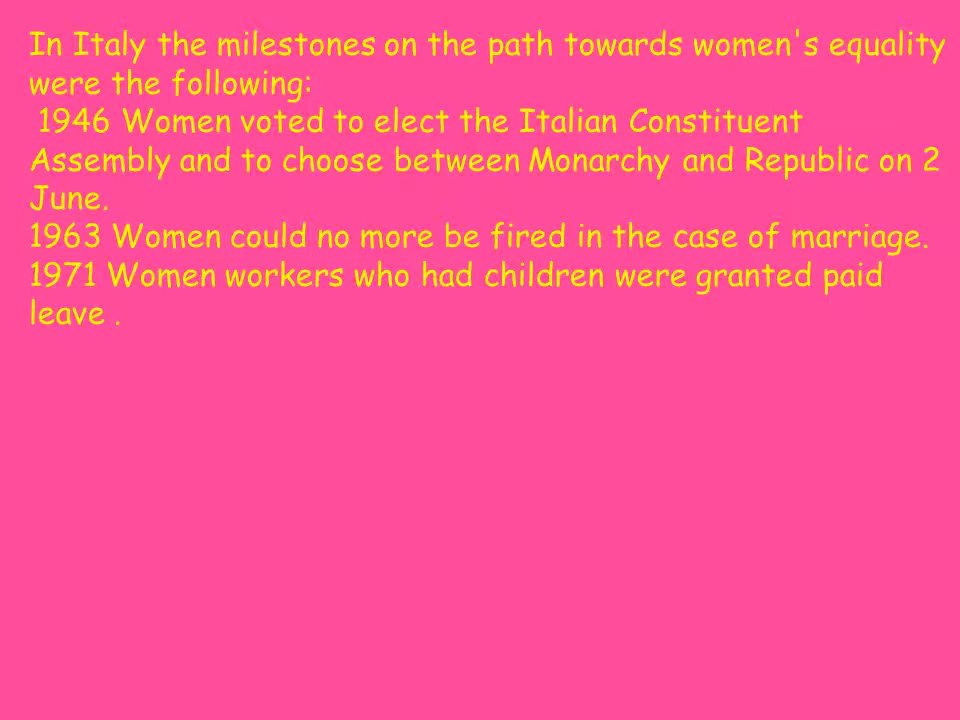 In Italy the milestones on the path towards women's equality
were the following:
1946 Women voted to elect the Italian Constituent
Assembly and to choose between Monarchy and Republic on 2
June.
1963 Women could no more be fired in the case of marriage.
1971 Women workers who had children were granted paid
leave .